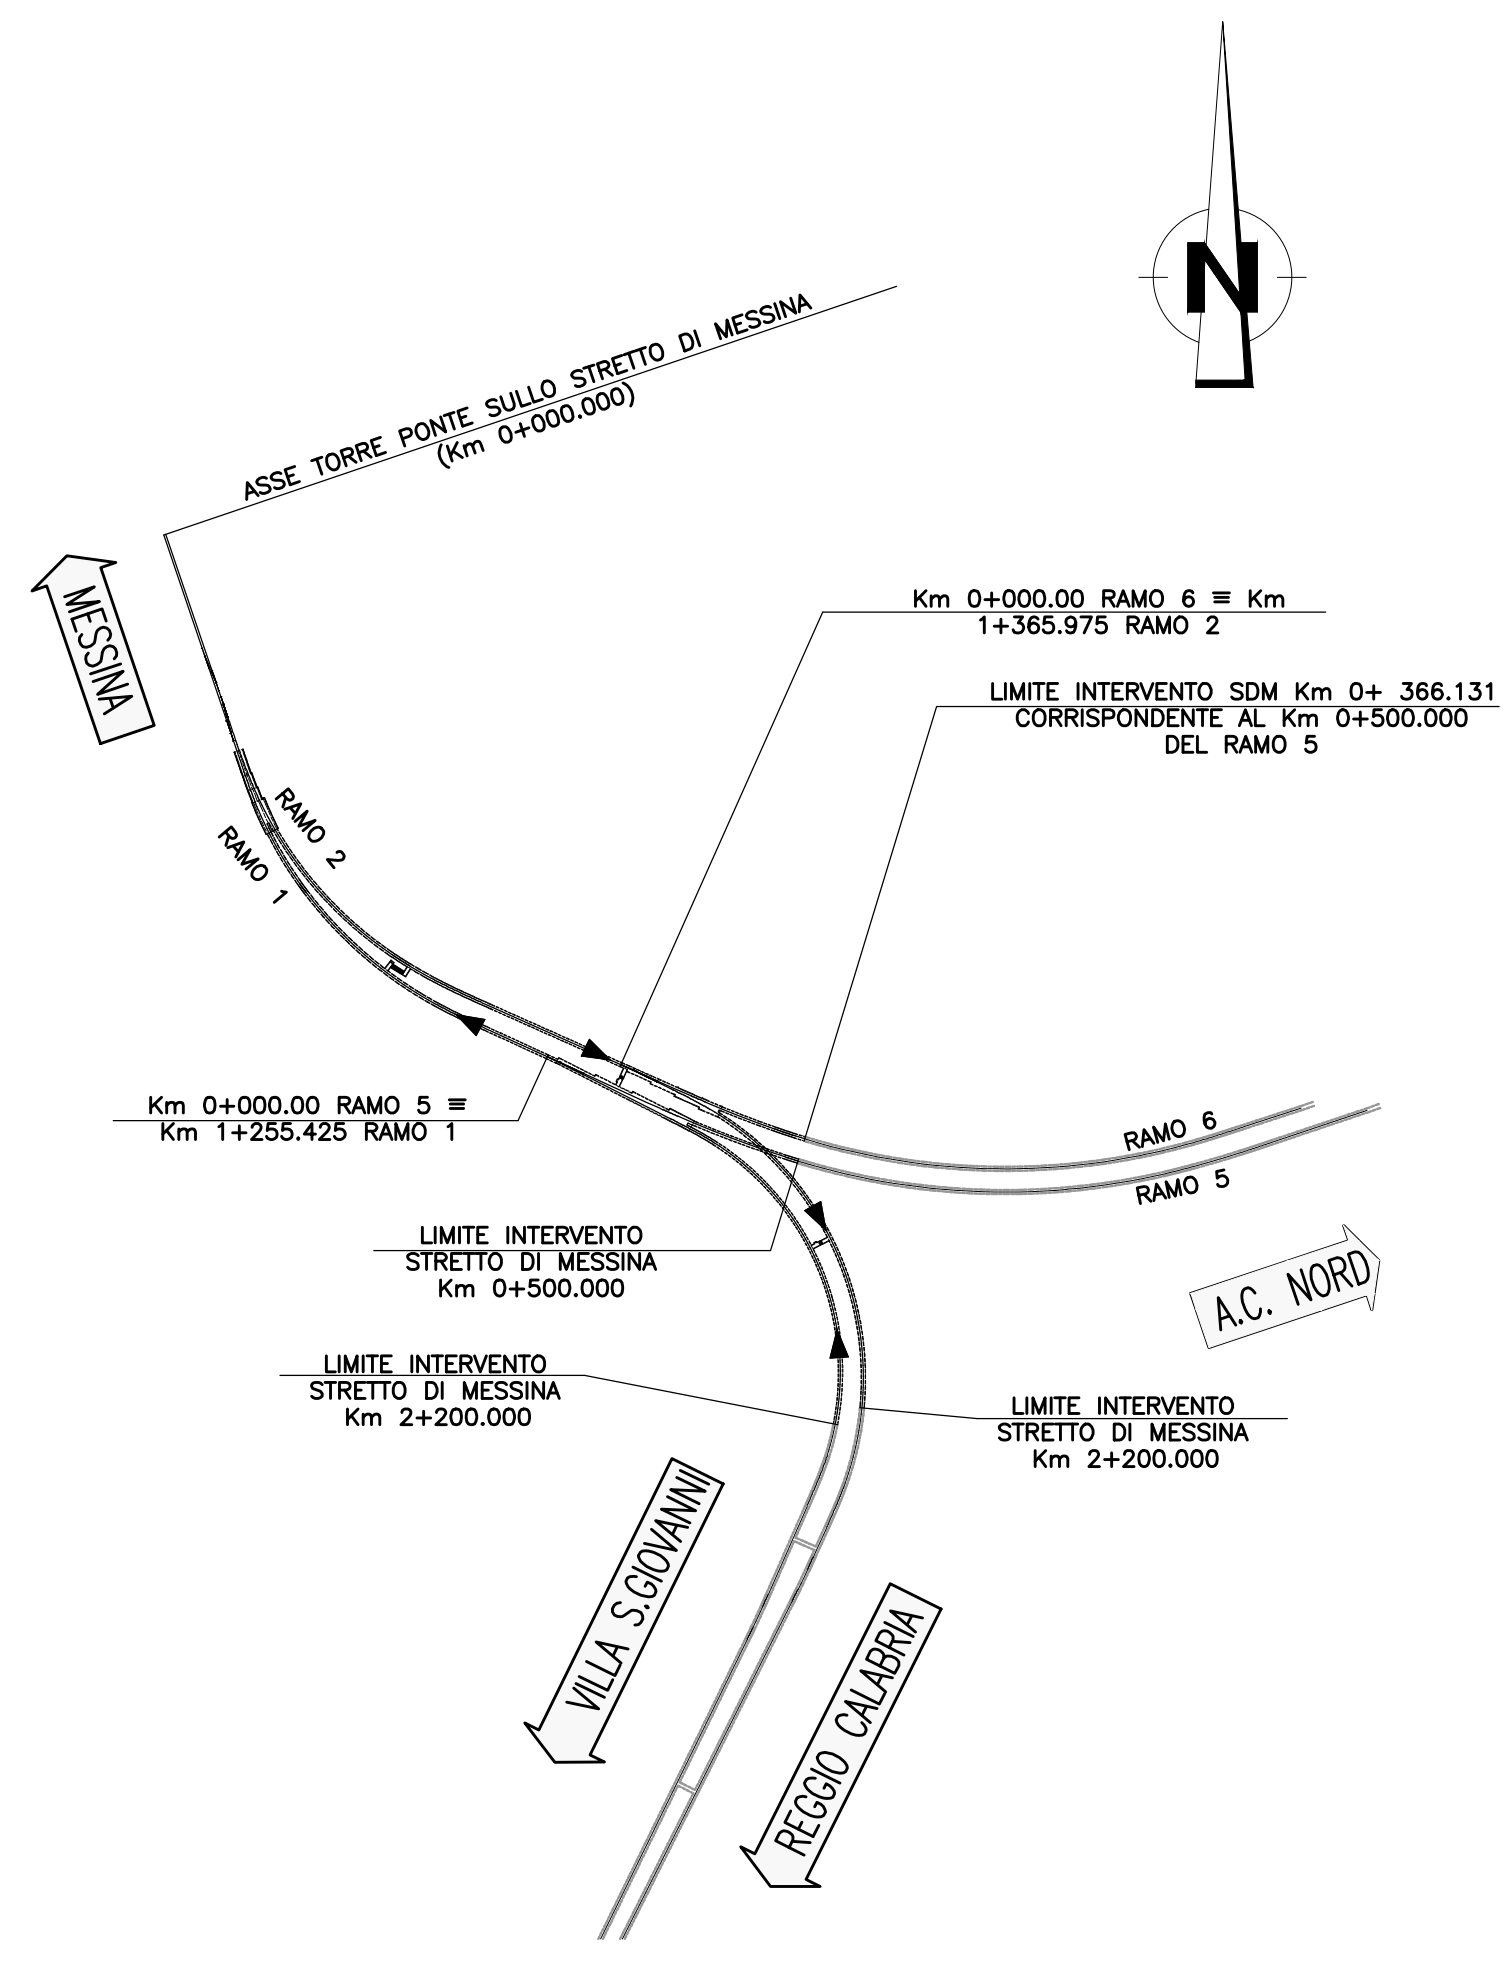 N
ASSE TORRE PONTE SULLO STRETTO DI MESSINA
(Km 0+000.000)
MESSINA
Km 0+000.00 RAMO 6 ≡ Km
1+365.975 RAMO 2
LIMITE INTERVENTO SDM Km 0+ 366.131
CORRISPONDENTE AL Km 0+500.000
DEL RAMO 5
RAMO 2
RAMO 1
Km 0+000.00 RAMO 5 ≡
Km 1+255.425 RAMO 1
RAMO 6
RAMO 5
LIMITE INTERVENTO
STRETTO DI MESSINA
Km 0+500.000
A.C. NORD
LIMITE INTERVENTO
STRETTO DI MESSINA
Km 2+200.000
LIMITE INTERVENTO
STRETTO DI MESSINA
Km 2+200.000
VILLA S.GIOVANNI
REGGIO CALABRIA